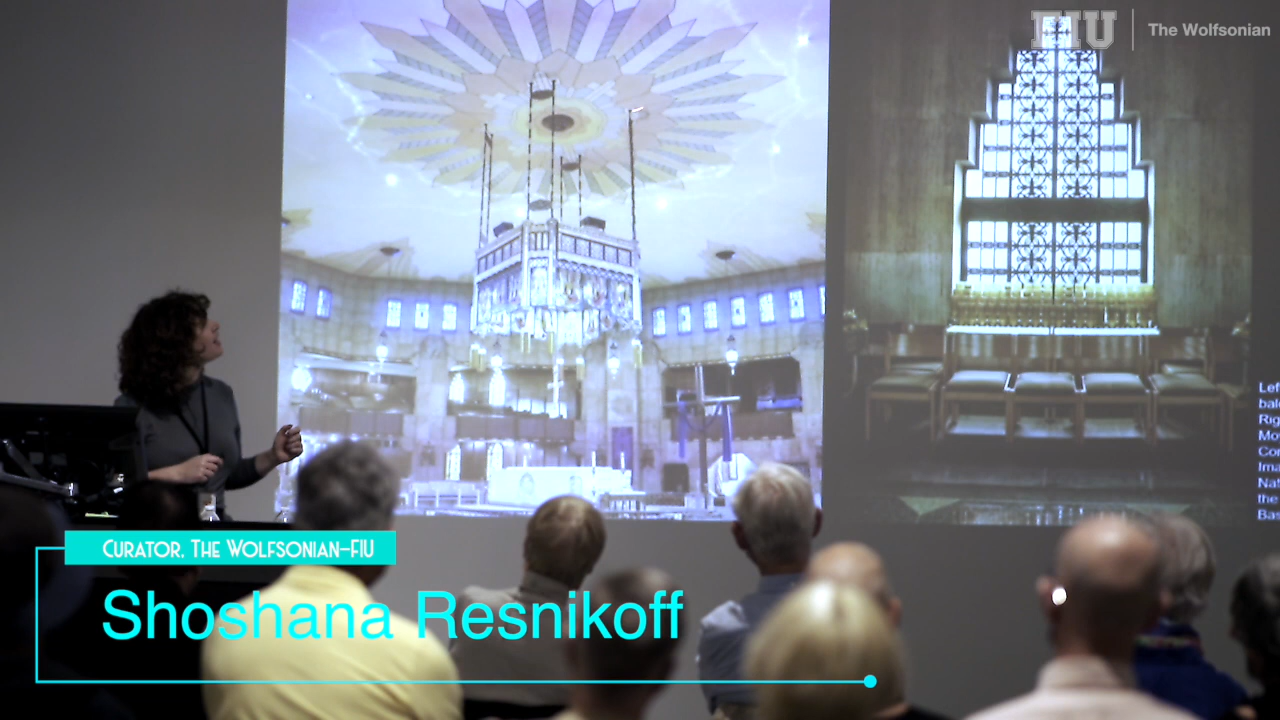 FIU
The Wolfsonian
CURATOR, THE WOLFSONIAN–FIU
Shoshana Resnikoff